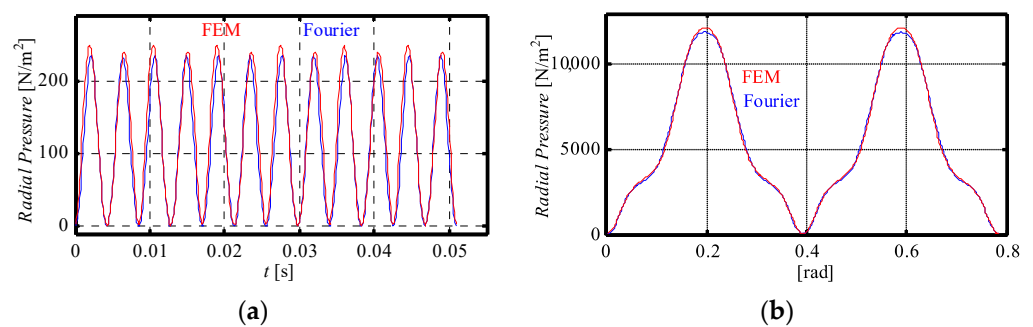 FEM Fourier
Radial Pressure [N/m²]
200
100
0
0 0.01 0.02 0.03 0.04 0.05
t [s]
(a)
Radial Pressure [N/m²]
10,000
5000
0
FEM
Fourier
0 0.2 0.4 0.6 0.8
[rad]
(b)